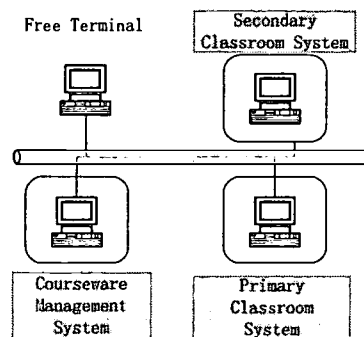 Free Terminal
Secondary
Classroom System
Courseware
Management
System
Primary
Classroom
System